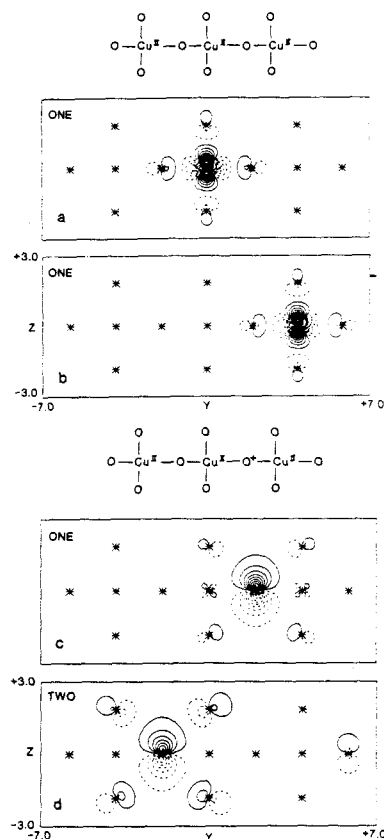 O O O
O—Cu^II—O—Cu^II—O—Cu^II—O
O O O
ONE
a
+3.0
ONE
Z
b
-3.0
-7.0 Y +7.0
O O O
O—Cu^II—O—Cu^II—O⁺—Cu^II—O
O O O
ONE
c
+3.0
TWO
Z
d
-3.0
-7.0 Y +7.0